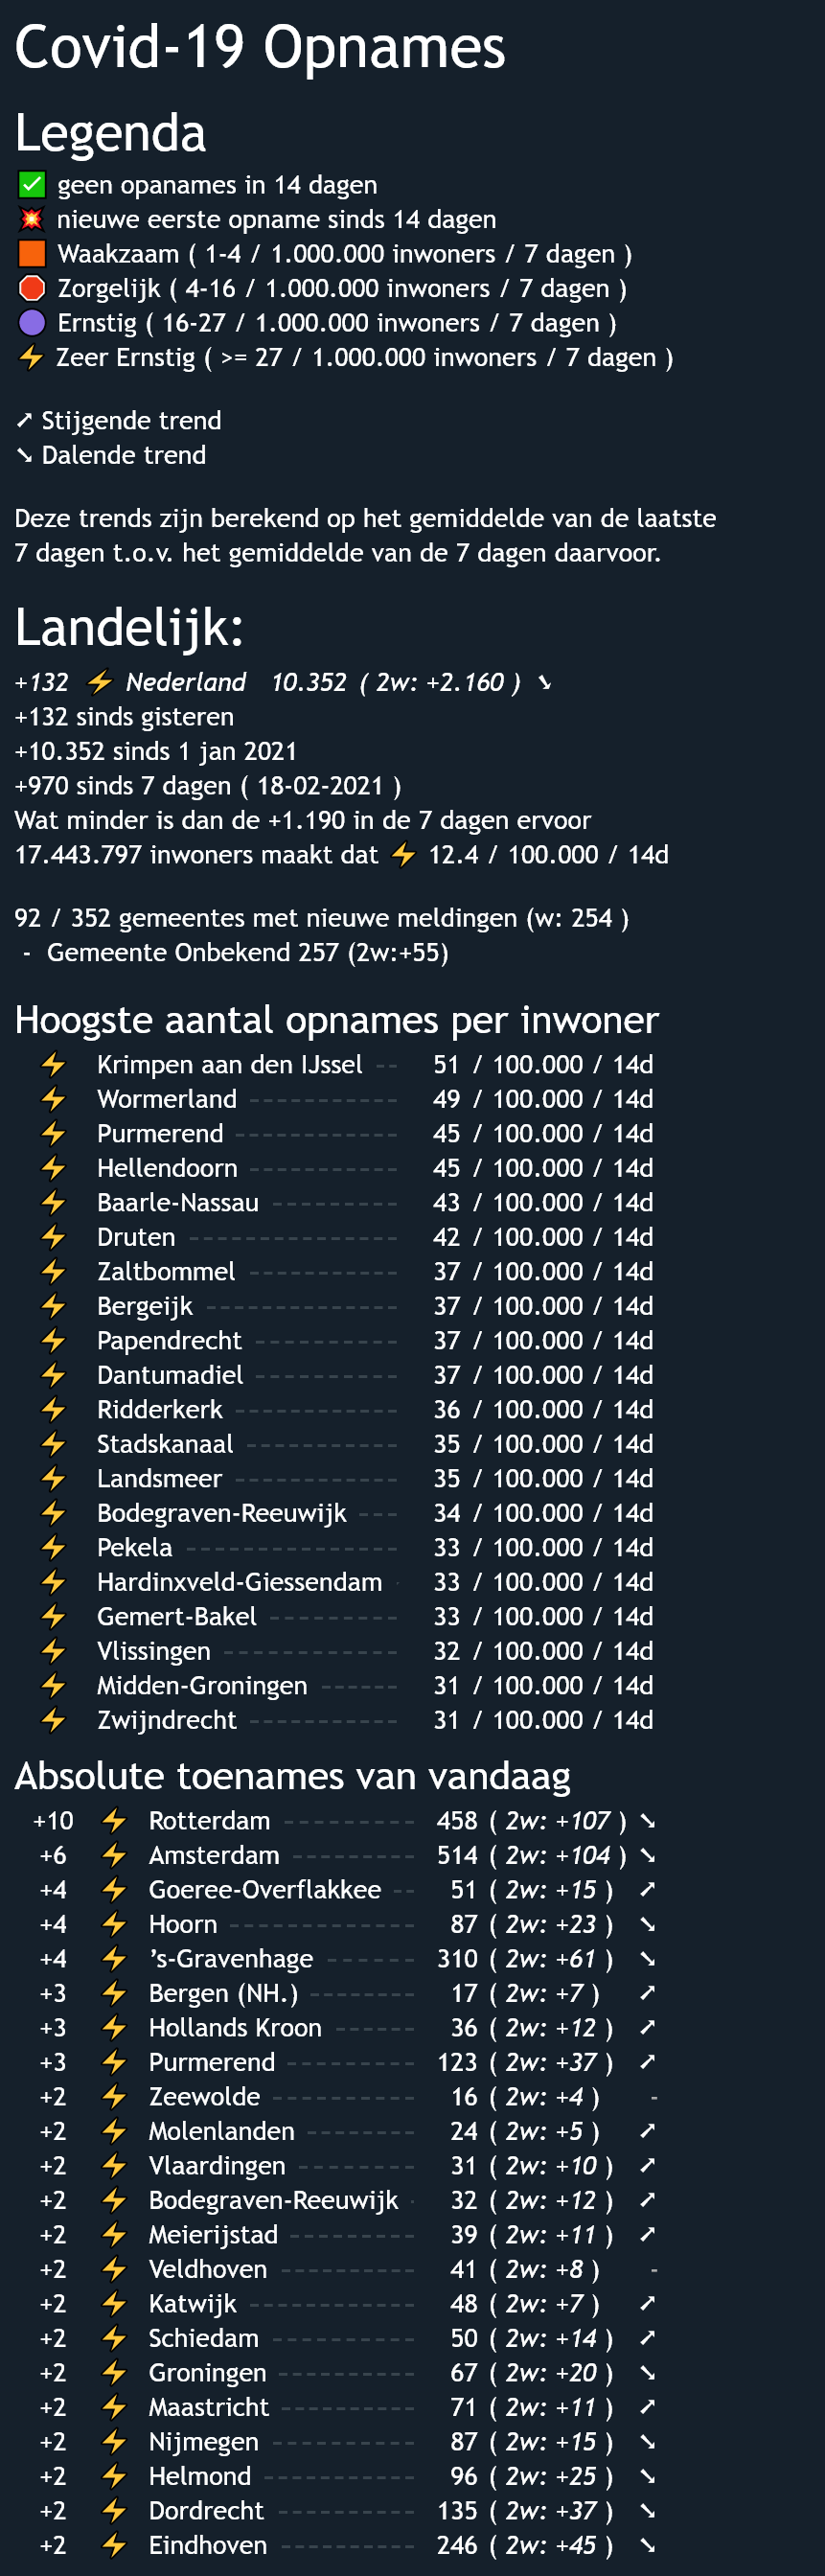 Covid-19 Opnames
Legenda
✅ geen opanames in 14 dagen
💥 nieuwe eerste opname sinds 14 dagen
🟧 Waakzaam ( 1-4 / 1.000.000 inwoners / 7 dagen )
🛑 Zorgelijk ( 4-16 / 1.000.000 inwoners / 7 dagen )
🟣 Ernstig ( 16-27 / 1.000.000 inwoners / 7 dagen )
⚡ Zeer Ernstig ( >= 27 / 1.000.000 inwoners / 7 dagen )
➚ Stijgende trend
➘ Dalende trend
Deze trends zijn berekend op het gemiddelde van de laatste
7 dagen t.o.v. het gemiddelde van de 7 dagen daarvoor.
Landelijk:
+132 ⚡ Nederland 10.352 ( 2w: +2.160 ) ➘
+132 sinds gisteren
+10.352 sinds 1 jan 2021
+970 sinds 7 dagen ( 18-02-2021 )
Wat minder is dan de +1.190 in de 7 dagen ervoor
17.443.797 inwoners maakt dat ⚡ 12.4 / 100.000 / 14d
92 / 352 gemeentes met nieuwe meldingen (w: 254 )
- Gemeente Onbekend 257 (2w:+55)
Hoogste aantal opnames per inwoner
⚡ Krimpen aan den IJssel -- 51 / 100.000 / 14d
⚡ Wormerland ----------- 49 / 100.000 / 14d
⚡ Purmerend ------------ 45 / 100.000 / 14d
⚡ Hellendoorn ----------- 45 / 100.000 / 14d
⚡ Baarle-Nassau --------- 43 / 100.000 / 14d
⚡ Druten --------------- 42 / 100.000 / 14d
⚡ Zaltbommel ----------- 37 / 100.000 / 14d
⚡ Bergeijk -------------- 37 / 100.000 / 14d
⚡ Papendrecht ---------- 37 / 100.000 / 14d
⚡ Dantumadiel ---------- 37 / 100.000 / 14d
⚡ Ridderkerk ------------ 36 / 100.000 / 14d
⚡ Stadskanaal ----------- 35 / 100.000 / 14d
⚡ Landsmeer ------------ 35 / 100.000 / 14d
⚡ Bodegraven-Reeuwijk --- 34 / 100.000 / 14d
⚡ Pekela --------------- 33 / 100.000 / 14d
⚡ Hardinxveld-Giessendam - 33 / 100.000 / 14d
⚡ Gemert-Bakel --------- 33 / 100.000 / 14d
⚡ Vlissingen ------------ 32 / 100.000 / 14d
⚡ Midden-Groningen ------ 31 / 100.000 / 14d
⚡ Zwijndrecht ----------- 31 / 100.000 / 14d
Absolute toenames van vandaag
+10 ⚡ Rotterdam ---------- 458 ( 2w: +107 ) ➘
+6 ⚡ Amsterdam --------- 514 ( 2w: +104 ) ➘
+4 ⚡ Goeree-Overflakkee -- 51 ( 2w: +15 ) ➚
+4 ⚡ Hoorn ------------- 87 ( 2w: +23 ) ➘
+4 ⚡ 's-Gravenhage ------ 310 ( 2w: +61 ) ➘
+3 ⚡ Bergen (NH.) -------- 17 ( 2w: +7 ) ➚
+3 ⚡ Hollands Kroon ------ 36 ( 2w: +12 ) ➚
+3 ⚡ Purmerend --------- 123 ( 2w: +37 ) ➚
+2 ⚡ Zeewolde ---------- 16 ( 2w: +4 ) -
+2 ⚡ Molenlanden -------- 24 ( 2w: +5 ) ➚
+2 ⚡ Vlaardingen --------- 31 ( 2w: +10 ) ➚
+2 ⚡ Bodegraven-Reeuwijk - 32 ( 2w: +12 ) ➚
+2 ⚡ Meierijstad --------- 39 ( 2w: +11 ) ➚
+2 ⚡ Veldhoven ---------- 41 ( 2w: +8 ) -
+2 ⚡ Katwijk ------------ 48 ( 2w: +7 ) ➚
+2 ⚡ Schiedam ---------- 50 ( 2w: +14 ) ➚
+2 ⚡ Groningen ---------- 67 ( 2w: +20 ) ➘
+2 ⚡ Maastricht ---------- 71 ( 2w: +11 ) ➚
+2 ⚡ Nijmegen ---------- 87 ( 2w: +15 ) ➘
+2 ⚡ Helmond ----------- 96 ( 2w: +25 ) ➘
+2 ⚡ Dordrecht ---------- 135 ( 2w: +37 ) ➘
+2 ⚡ Eindhoven ---------- 246 ( 2w: +45 ) ➘